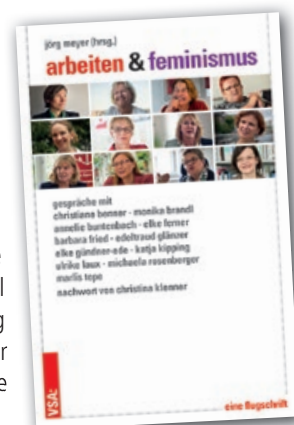 jörg meyer (hrsg.)
arbeiten & feminismus
gespräche mit
christiane benner · monika brandl
annelie buntenbach · elke ferner
barbara fried · edeltraud glänzer
elke gündner-ede · katja kipping
ulrike laux · michaela rosenberger
marlis tepe
nachwort von christina klenner
VSA:
eine flugschrift
l
g
r
e